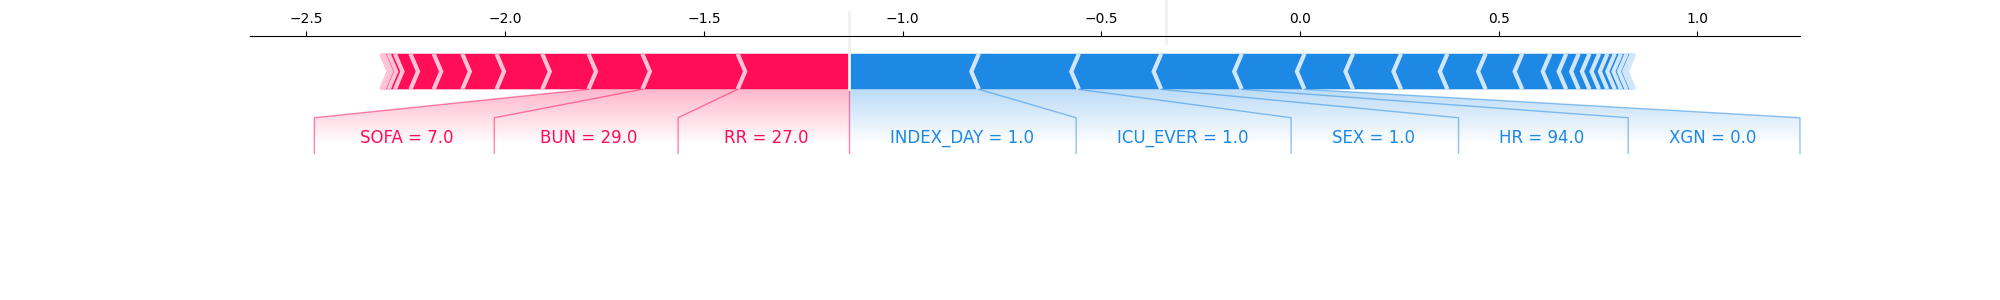 −2.5 −2.0 −1.5 −1.0 −0.5 0.0 0.5 1.0
SOFA = 7.0 BUN = 29.0 RR = 27.0 INDEX_DAY = 1.0 ICU_EVER = 1.0 SEX = 1.0 HR = 94.0 XGN = 0.0